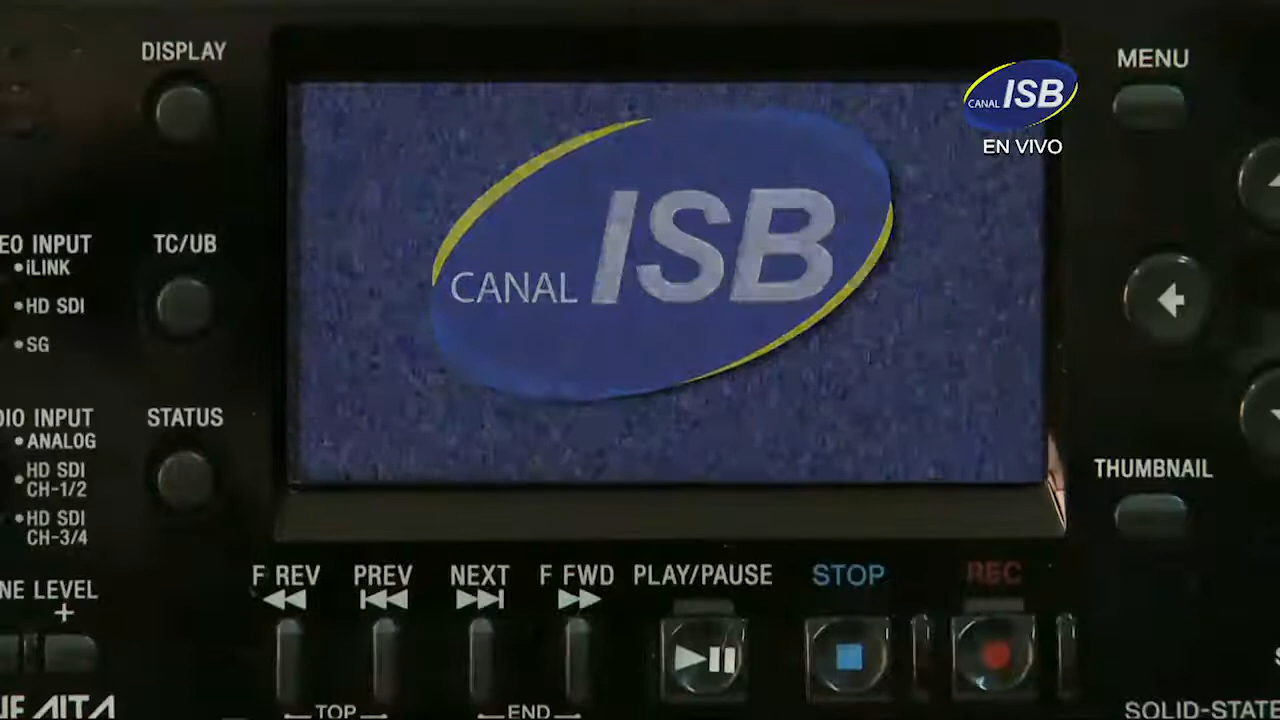 DISPLAY
MENU
CANAL ISB
EN VIVO
CANAL ISB
EO INPUT
•iLINK
•HD SDI
•SG
TC/UB
DIO INPUT
•ANALOG
•HD SDI
CH-1/2
•HD SDI
CH-3/4
STATUS
THUMBNAIL
NE LEVEL
+
F REV
PREV
NEXT
F FWD
PLAY/PAUSE
STOP
REC
TOP
END
SOLID-STATE